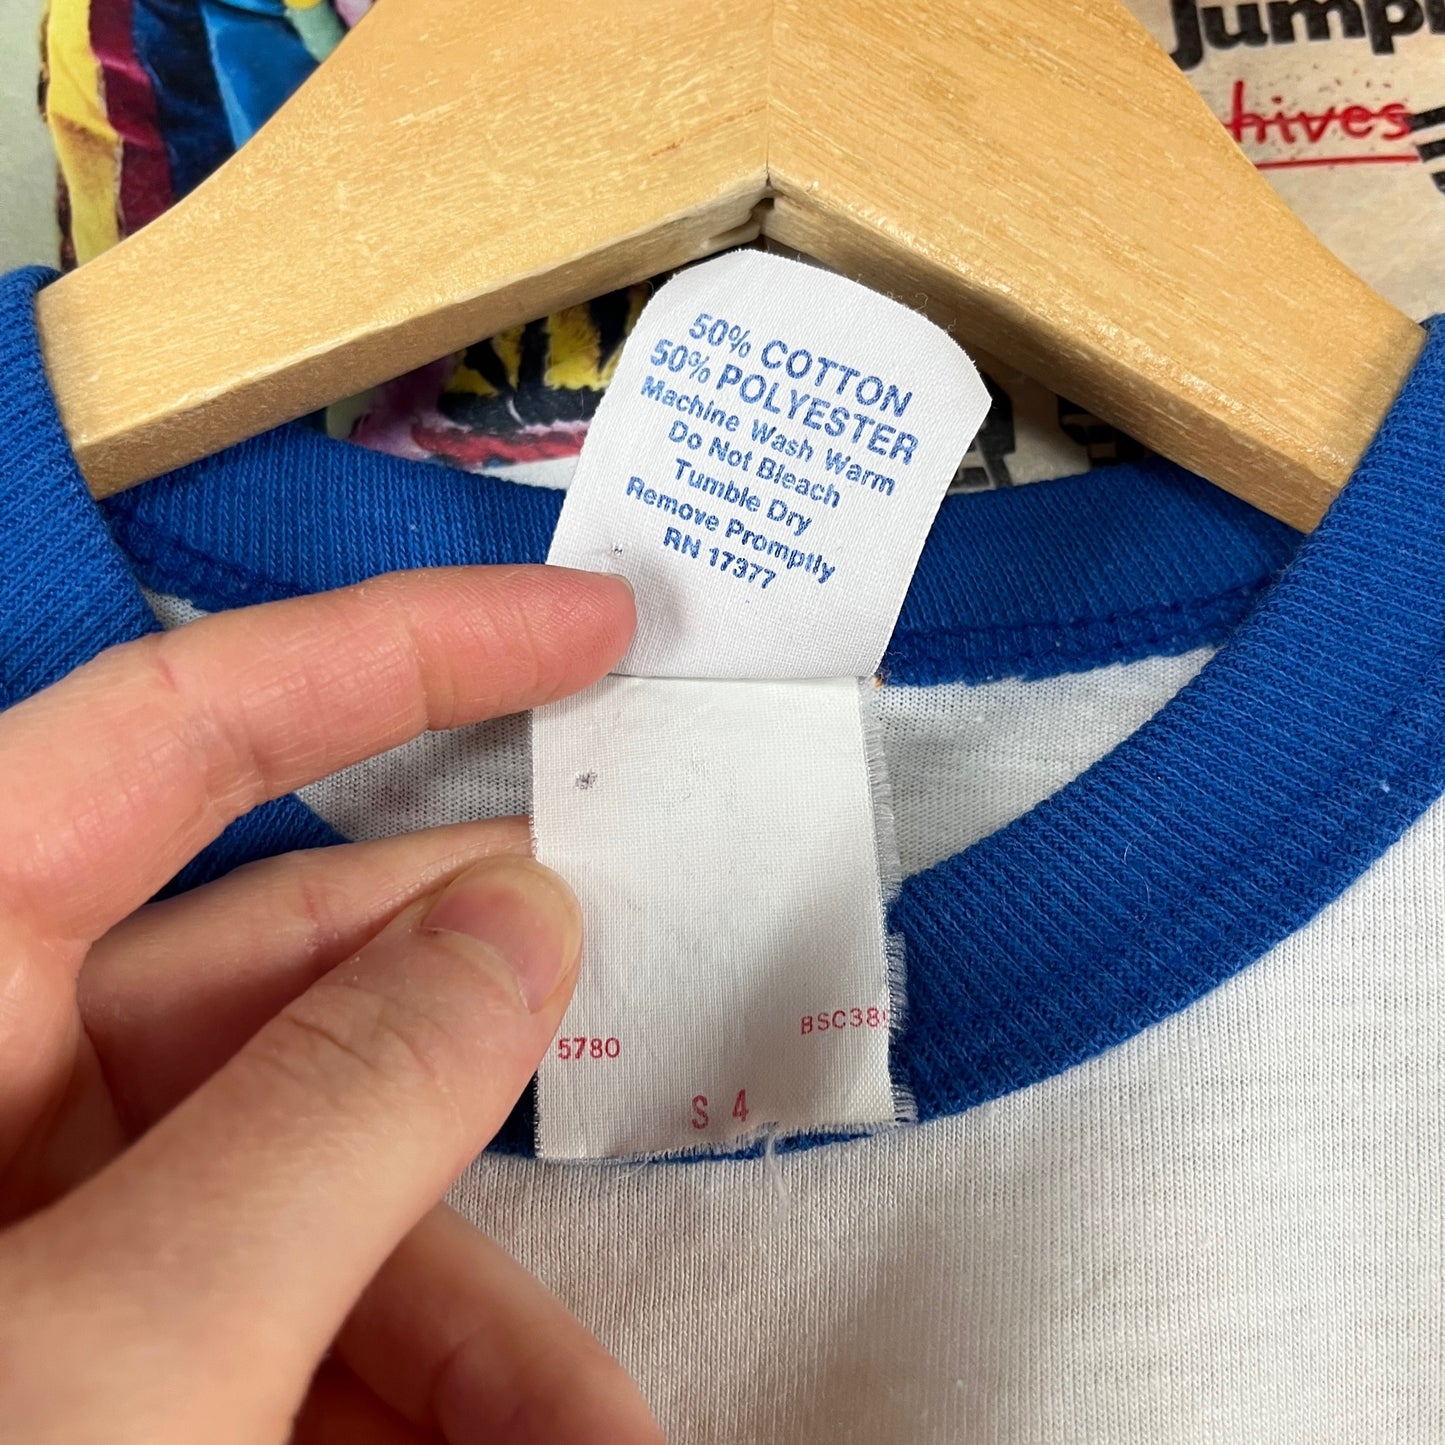 Jump
hives
50% COTTON
50% POLYESTER
Machine Wash Warm
Do Not Bleach
Tumble Dry
Remove Promptly
RN 17377
5780
BSC38
S 4